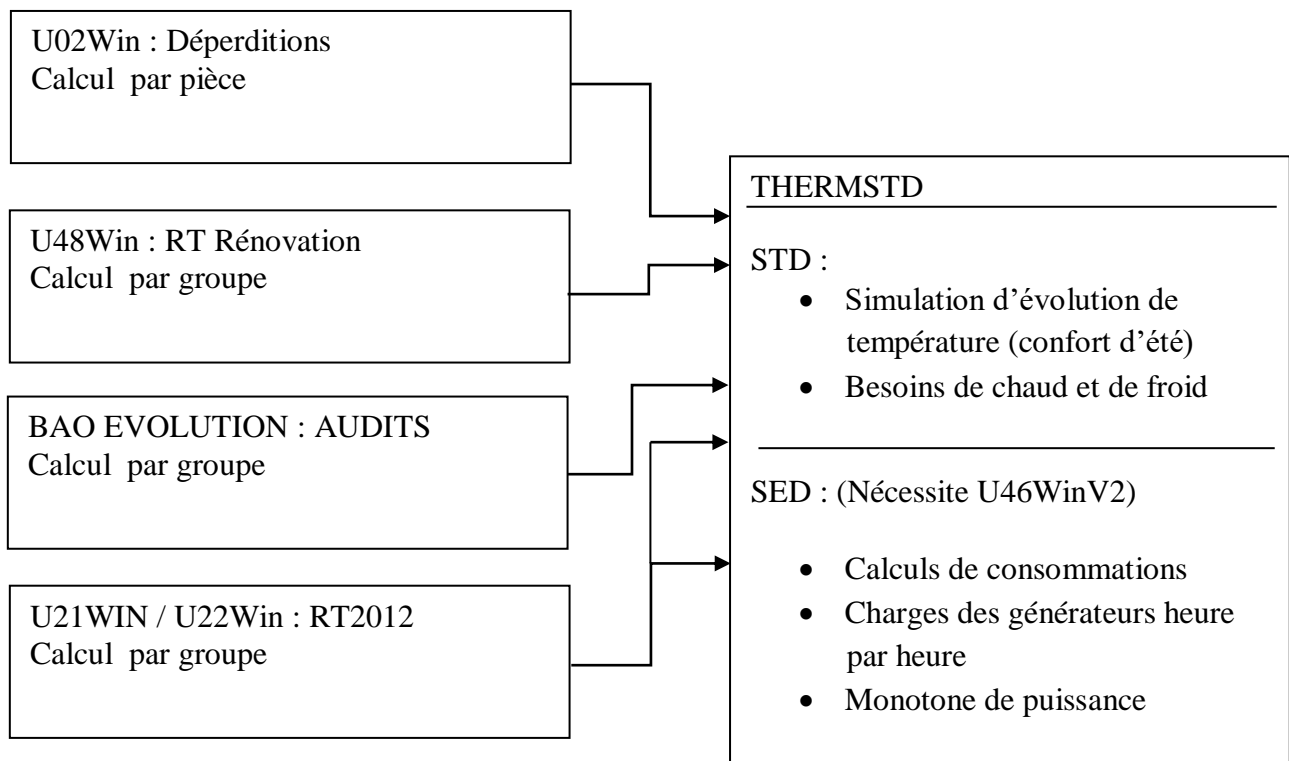 U02Win : Déperditions
Calcul par pièce
U48Win : RT Rénovation
Calcul par groupe
BAO EVOLUTION : AUDITS
Calcul par groupe
U21WIN / U22Win : RT2012
Calcul par groupe
THERMSTD
STD :
• Simulation d’évolution de
température (confort d’été)
• Besoins de chaud et de froid
SED : (Nécessite U46WinV2)
• Calculs de consommations
• Charges des générateurs heure
par heure
• Monotone de puissance